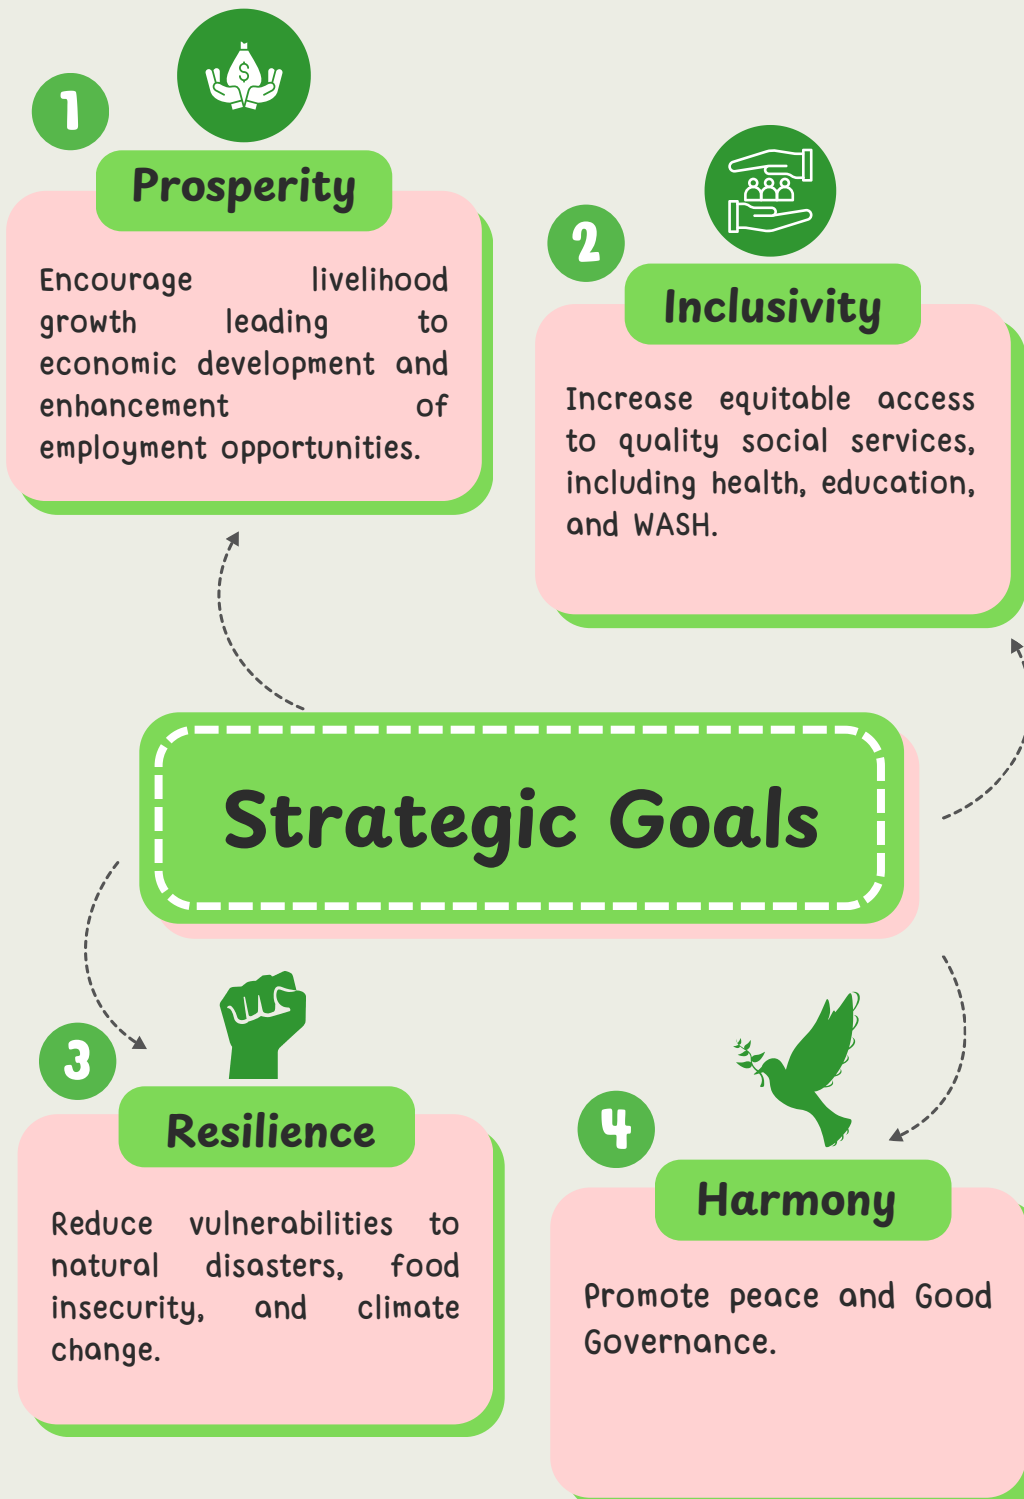 1
Prosperity
Encourage livelihood
growth leading to
economic development and
enhancement of
employment opportunities.
2
Inclusivity
Increase equitable access
to quality social services,
including health, education,
and WASH.
Strategic Goals
3
Resilience
Reduce vulnerabilities to
natural disasters, food
insecurity, and climate
change.
4
Harmony
Promote peace and Good
Governance.